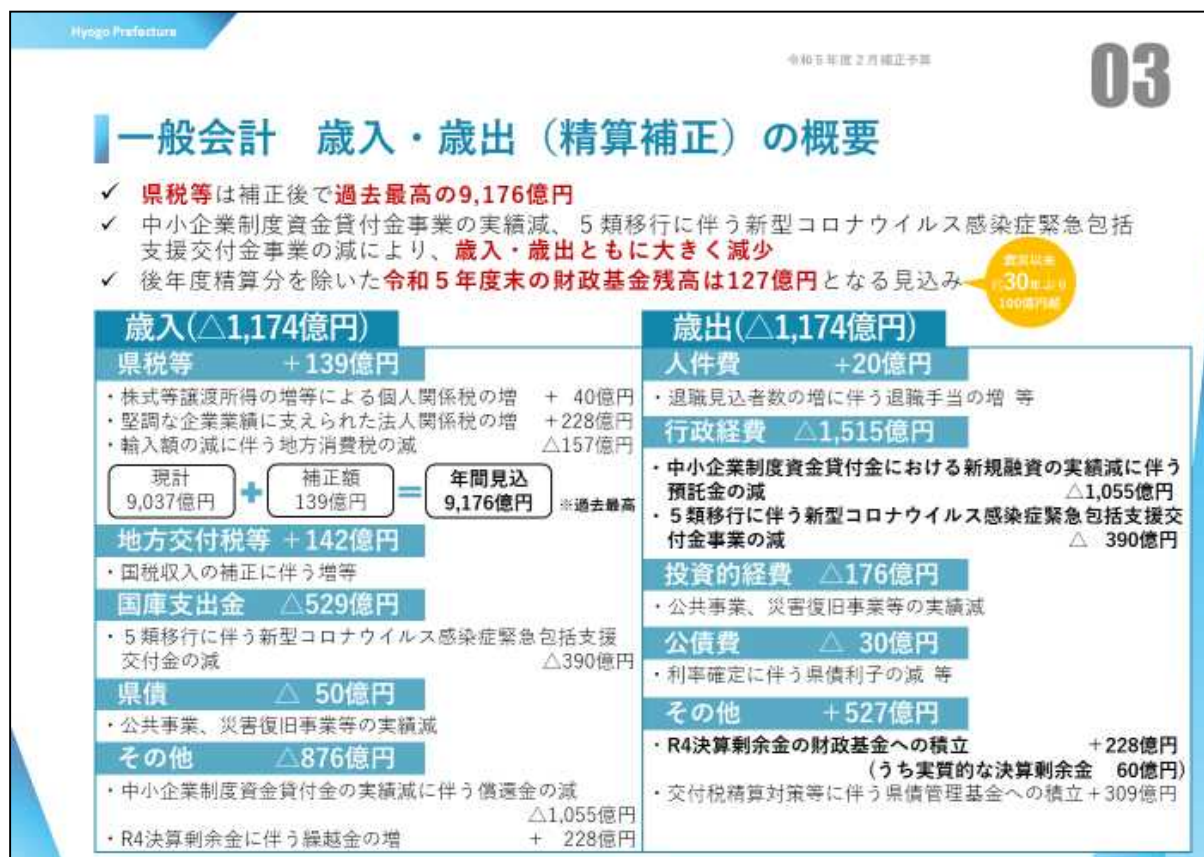 Hyogo Prefecture
令和5年度2月補正予算
03
一般会計 歳入・歳出（精算補正）の概要
✓ 県税等は補正後で過去最高の9,176億円
✓ 中小企業制度資金貸付金事業の実績減、5類移行に伴う新型コロナウイルス感染症緊急包括
支援交付金事業の減により、歳入・歳出ともに大きく減少
✓ 後年度精算分を除いた令和5年度末の財政基金残高は127億円となる見込み
震災以来
約30年ぶり
100億円超
歳入(△1,174億円)
県税等 +139億円
・株式等譲渡所得の増等による個人関係税の増 + 40億円
・堅調な企業業績に支えられた法人関係税の増 +228億円
・輸入額の減に伴う地方消費税の減 △157億円
現計 補正額 年間見込
9,037億円 + 139億円 = 9,176億円 ※過去最高
地方交付税等 +142億円
・国税収入の補正に伴う増等
国庫支出金 △529億円
・5類移行に伴う新型コロナウイルス感染症緊急包括支援
交付金の減 △390億円
県債 △ 50億円
・公共事業、災害復旧事業等の実績減
その他 △876億円
・中小企業制度資金貸付金の実績減に伴う償還金の減
△1,055億円
・R4決算剰余金に伴う繰越金の増 + 228億円
歳出(△1,174億円)
人件費 +20億円
・退職見込者数の増に伴う退職手当の増 等
行政経費 △1,515億円
・中小企業制度資金貸付金における新規融資の実績減に伴う
預託金の減 △1,055億円
・5類移行に伴う新型コロナウイルス感染症緊急包括支援交
付金事業の減 △ 390億円
投資的経費 △176億円
・公共事業、災害復旧事業等の実績減
公債費 △ 30億円
・利率確定に伴う県債利子の減 等
その他 +527億円
・R4決算剰余金の財政基金への積立 +228億円
(うち実質的な決算剰余金 60億円)
・交付税精算対策等に伴う県債管理基金への積立+309億円